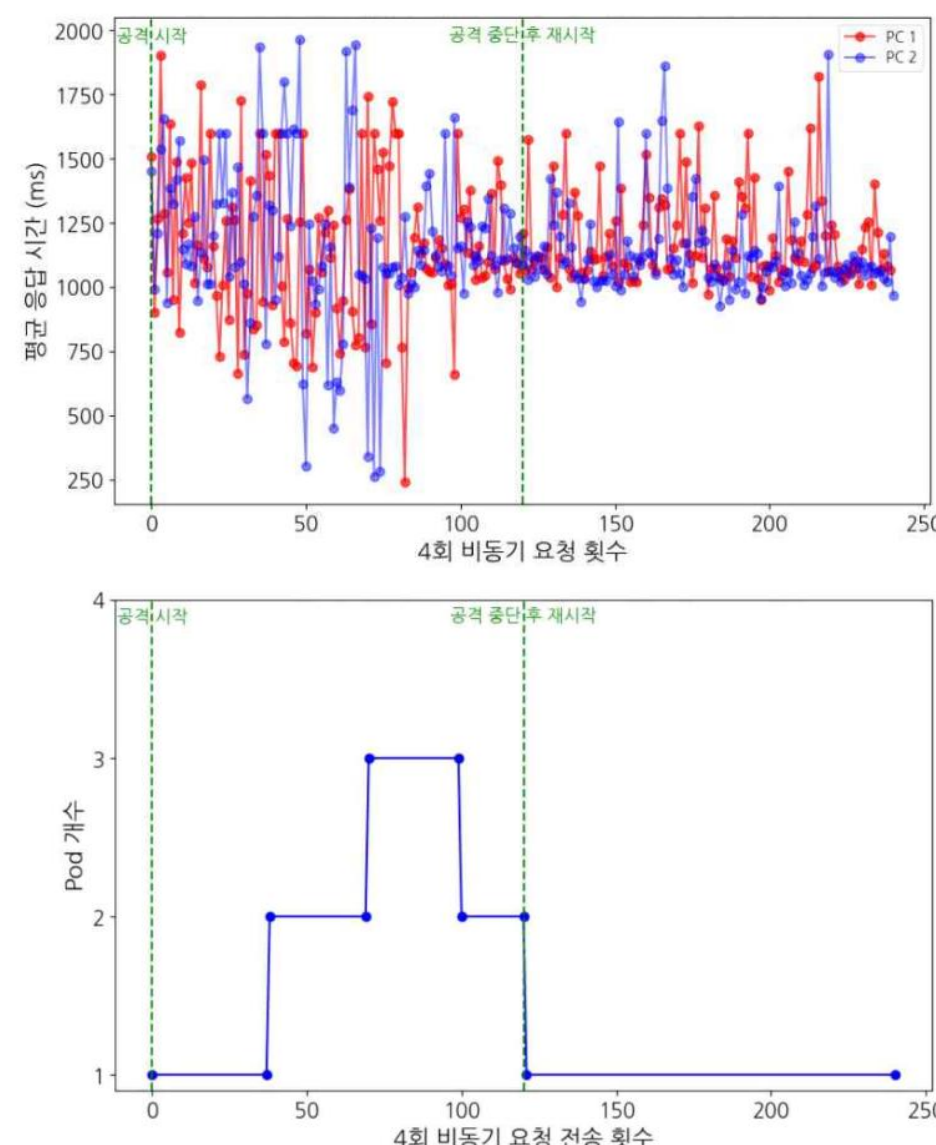 2000
1750
1500
1250
1000
750
500
250
평균 응답 시간 (ms)
공격 시작
공격 중단 후 재시작
PC 1
PC 2
0 50 100 150 200 250
4회 비동기 요청 횟수
4
3
2
1
Pod 개수
공격 시작
공격 중단 후 재시작
0 50 100 150 200 250
4회 비동기 요청 전송 횟수